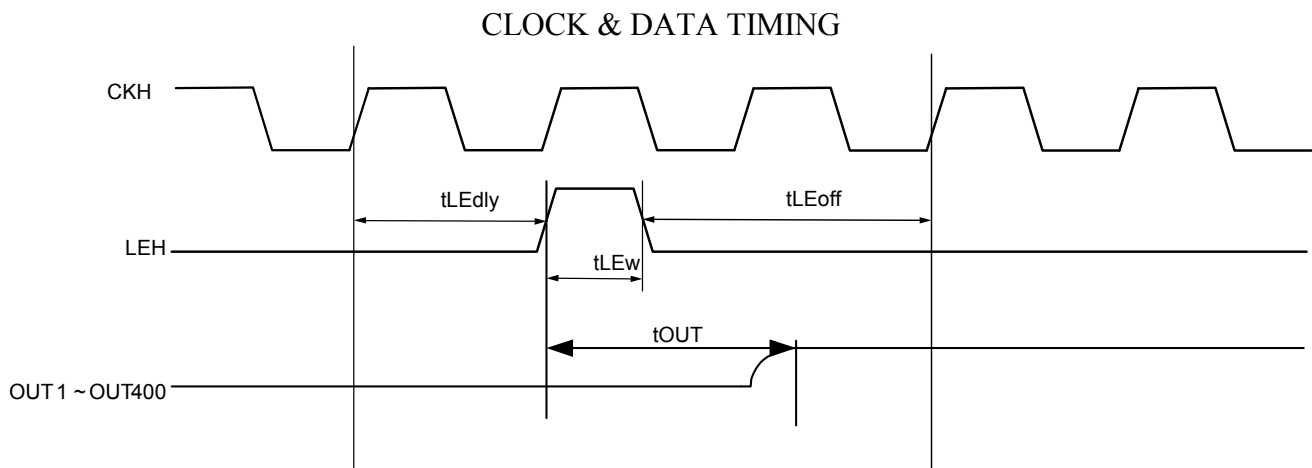 CLOCK & DATA TIMING
CKH
tLEdly
tLEoff
LEH
tLEw
tOUT
OUT1 ~ OUT400